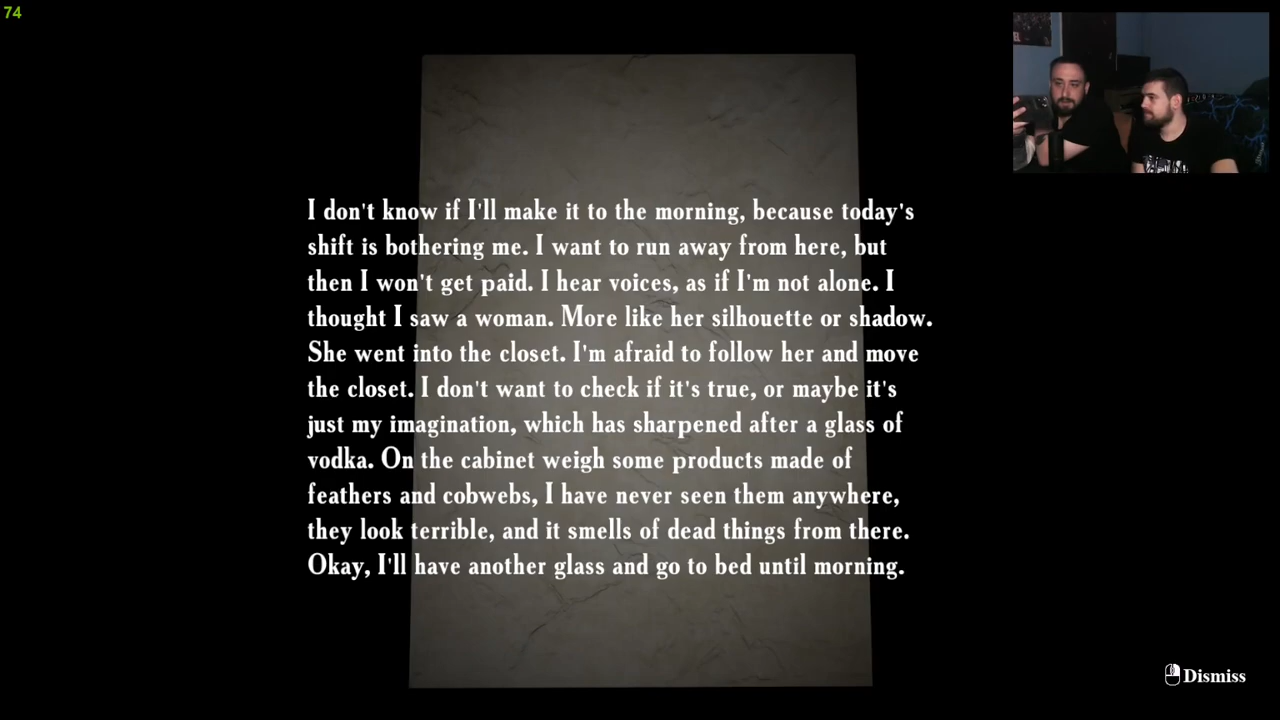 74
I don't know if I'll make it to the morning, because today's
shift is bothering me. I want to run away from here, but
then I won't get paid. I hear voices, as if I'm not alone. I
thought I saw a woman. More like her silhouette or shadow.
She went into the closet. I'm afraid to follow her and move
the closet. I don't want to check if it's true, or maybe it's
just my imagination, which has sharpened after a glass of
vodka. On the cabinet weigh some products made of
feathers and cobwebs, I have never seen them anywhere,
they look terrible, and it smells of dead things from there.
Okay, I'll have another glass and go to bed until morning.
Dismiss